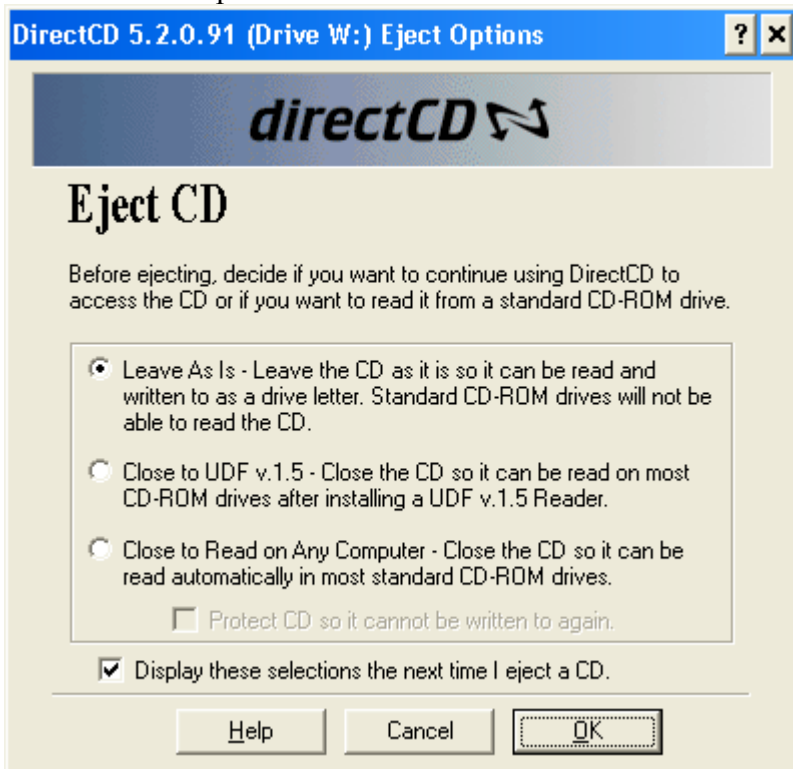 DirectCD 5.2.0.91 (Drive W:) Eject Options
directCD
Eject CD
Before ejecting, decide if you want to continue using DirectCD to
access the CD or if you want to read it from a standard CD-ROM drive.
Leave As Is - Leave the CD as it is so it can be read and
written to as a drive letter. Standard CD-ROM drives will not be
able to read the CD.
Close to UDF v.1.5 - Close the CD so it can be read on most
CD-ROM drives after installing a UDF v.1.5 Reader.
Close to Read on Any Computer - Close the CD so it can be
read automatically in most standard CD-ROM drives.
Protect CD so it cannot be written to again.
Display these selections the next time I eject a CD.
Help Cancel OK